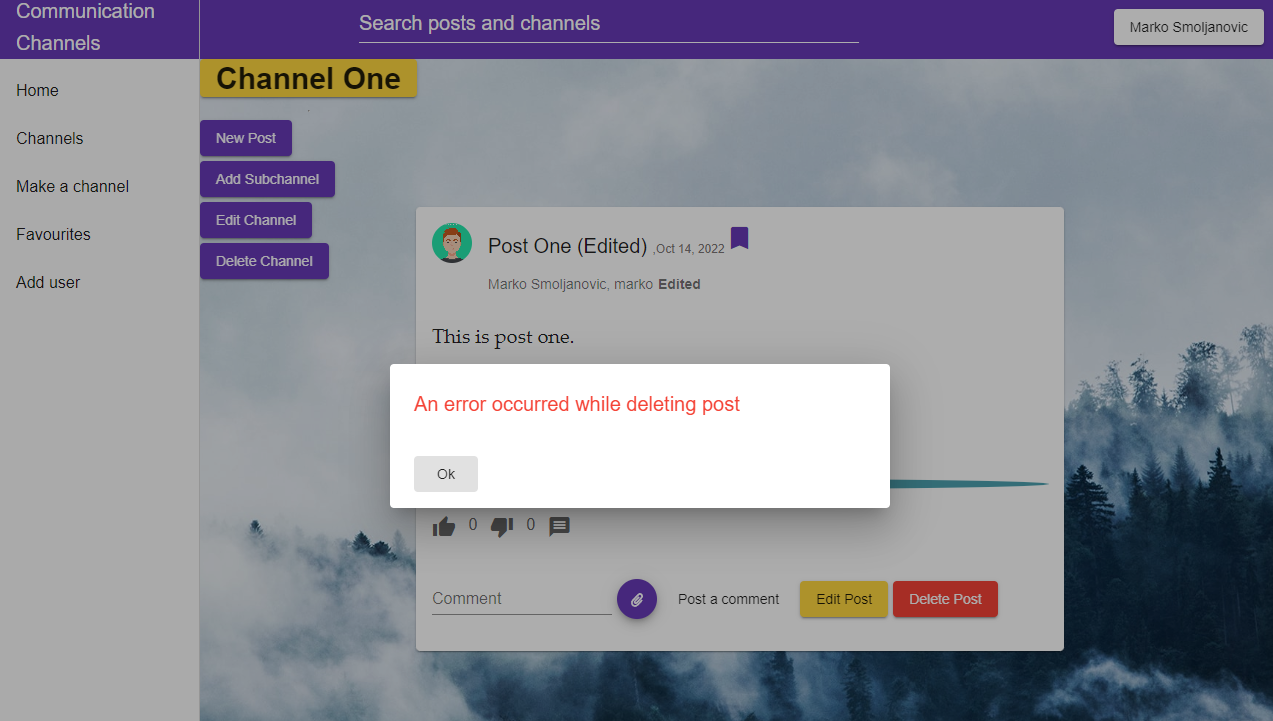 Communication
Channels
Search posts and channels
Marko Smoljanovic
Home
Channels
Make a channel
Favourites
Add user
Channel One
New Post
Add Subchannel
Edit Channel
Delete Channel
Post One (Edited) ,Oct 14, 2022
Marko Smoljanovic, marko Edited
This is post one.
An error occurred while deleting post
Ok
0 0
Comment
Post a comment
Edit Post
Delete Post